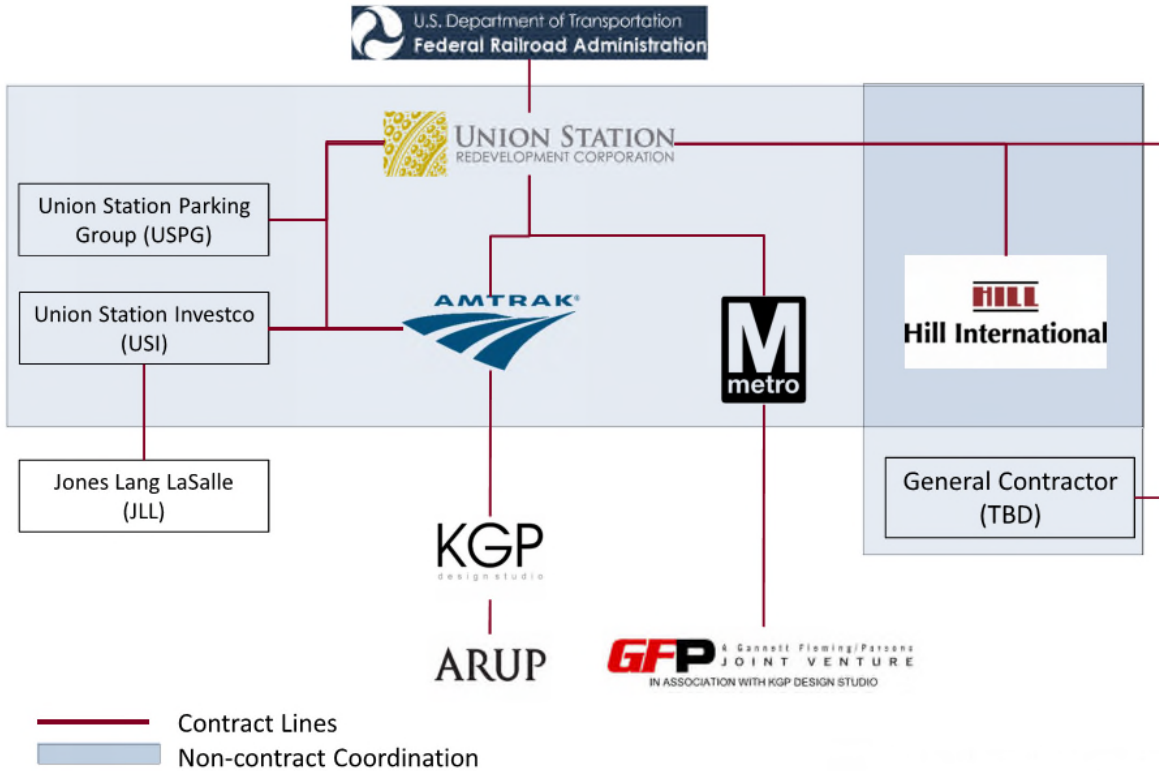 U.S. Department of Transportation
Federal Railroad Administration
UNION STATION
REDEVELOPMENT CORPORATION
Union Station Parking
Group (USPG)
Union Station Investco
(USI)
AMTRAK®
M
metro
HILL
Hill International
Jones Lang LaSalle
(JLL)
General Contractor
(TBD)
KGP
design studio
ARUP
GFP
A Gannett Fleming/Parsons
JOINT VENTURE
IN ASSOCIATION WITH KGP DESIGN STUDIO
Contract Lines
Non-contract Coordination